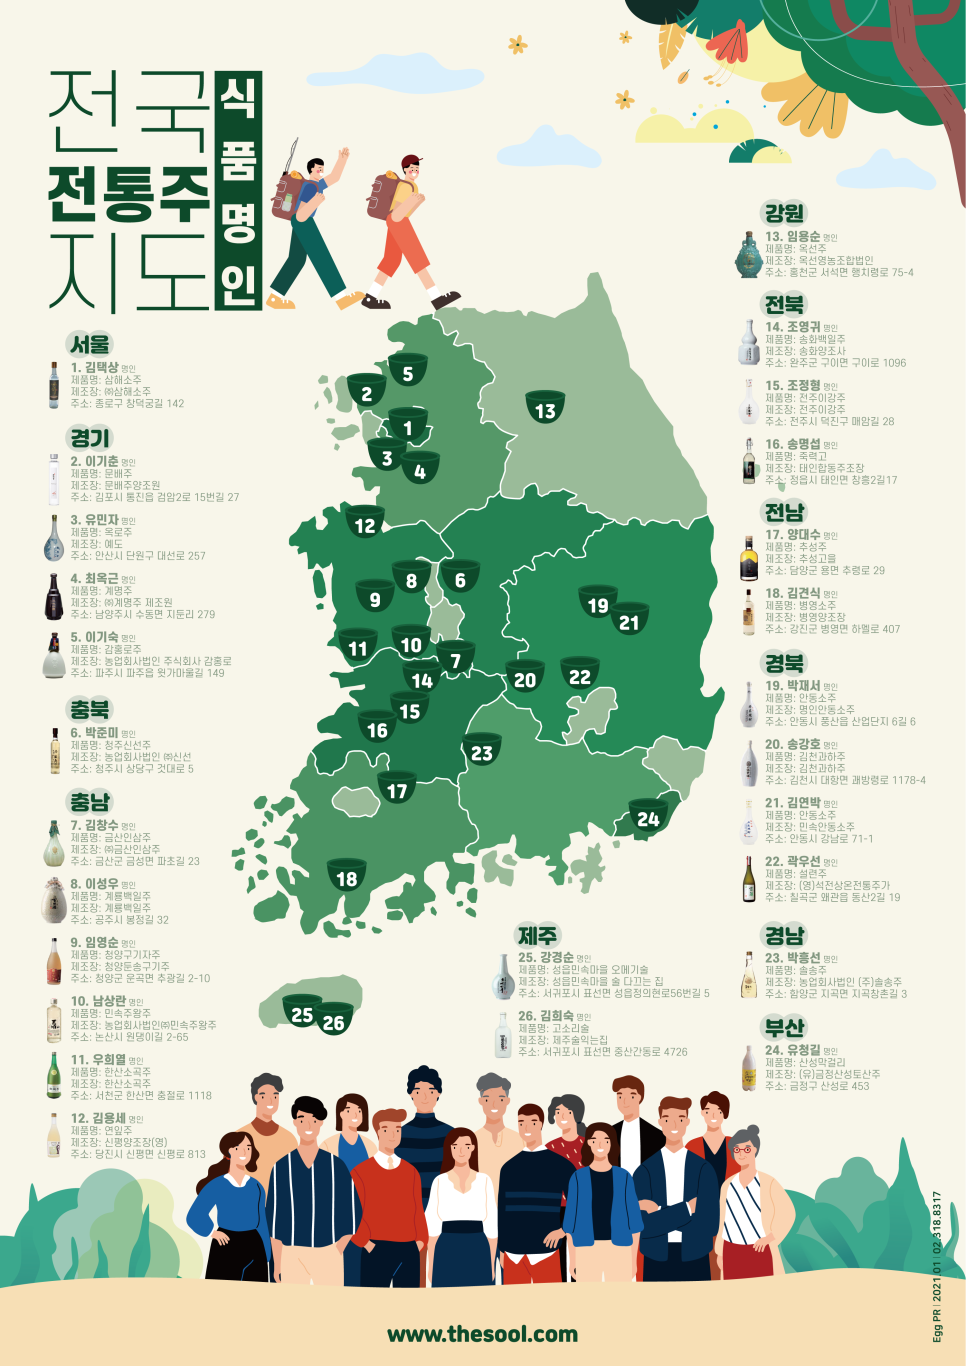 전국
전통주
지도
식품명인
서울
1. 김택상 명인
제품명: 삼해소주
제조장: ㈜삼해소주
주소: 종로구 창덕궁길 142
경기
2. 이기춘 명인
제품명: 문배주
제조장: 문배주양조원
주소: 김포시 통진읍 검암2로 15번길 27
3. 유민자 명인
제품명: 옥로주
제조장: 예도
주소: 안산시 단원구 대선로 257
4. 최옥근 명인
제품명: 계명주
제조장: ㈜계명주 제조원
주소: 남양주시 수동면 지둔리 279
5. 이기숙 명인
제품명: 감홍로주
제조장: 농업회사법인 주식회사 감홍로
주소: 파주시 파주읍 윗가마울길 149
충북
6. 박준미 명인
제품명: 청주신선주
제조장: 농업회사법인 ㈜신선
주소: 청주시 상당구 것대로 5
충남
7. 김창수 명인
제품명: 금산인삼주
제조장: ㈜금산인삼주
주소: 금산군 금성면 파초길 23
8. 이성우 명인
제품명: 계룡백일주
제조장: 계룡백일주
주소: 공주시 봉정길 32
9. 임영순 명인
제품명: 청양구기자주
제조장: 청양둔송구기주
주소: 청양군 운곡면 추광길 2-10
10. 남상란 명인
제품명: 민속주왕주
제조장: 농업회사법인㈜민속주왕주
주소: 논산시 원댕이길 2-65
11. 우희열 명인
제품명: 한산소곡주
제조장: 한산소곡주
주소: 서천군 한산면 충절로 1118
12. 김용세 명인
제품명: 연잎주
제조장: 신평양조장(영)
주소: 당진시 신평면 신평로 813
5
2
1
3
4
13
12
8
6
9
19
21
11
10
7
14
20
22
15
16
23
17
24
18
25
26
강원
13. 임용순 명인
제품명: 옥선주
제조장: 옥선영농조합법인
주소: 홍천군 서석면 행치령로 75-4
전북
14. 조영귀 명인
제품명: 송화백일주
제조장: 송화양조사
주소: 완주군 구이면 구이로 1096
15. 조정형 명인
제품명: 전주이강주
제조장: 전주이강주
주소: 전주시 덕진구 매암길 28
16. 송명섭 명인
제품명: 죽력고
제조장: 태인합동주조장
주소: 정읍시 태인면 창흥2길17
전남
17. 양대수 명인
제품명: 추성주
제조장: 추성고을
주소: 담양군 용면 추령로 29
18. 김견식 명인
제품명: 병영소주
제조장: 병영양조장
주소: 강진군 병영면 하멜로 407
경북
19. 박재서 명인
제품명: 안동소주
제조장: 명인안동소주
주소: 안동시 풍산읍 산업단지 6길 6
20. 송강호 명인
제품명: 김천과하주
제조장: 김천과하주
주소: 김천시 대항면 괘방령로 1178-4
21. 김연박 명인
제품명: 안동소주
제조장: 민속안동소주
주소: 안동시 강남로 71-1
22. 곽우선 명인
제품명: 설련주
제조장: (영)석전상온전통주가
주소: 칠곡군 왜관읍 동산2길 19
경남
23. 박흥선 명인
제품명: 솔송주
제조장: 농업회사법인 (주)솔송주
주소: 함양군 지곡면 지곡창촌길 3
부산
24. 유청길 명인
제품명: 산성막걸리
제조장: (유)금정산성토산주
주소: 금정구 산성로 453
제주
25. 강경순 명인
제품명: 성읍민속마을 오메기술
제조장: 성읍민속마을 술 다끄는 집
주소: 서귀포시 표선면 성읍정의현로56번길 5
26. 김희숙 명인
제품명: 고소리술
제조장: 제주술익는집
주소: 서귀포시 표선면 중산간동로 4726
www.thesool.com
Egg PR | 2021.01 | 02.318.8317